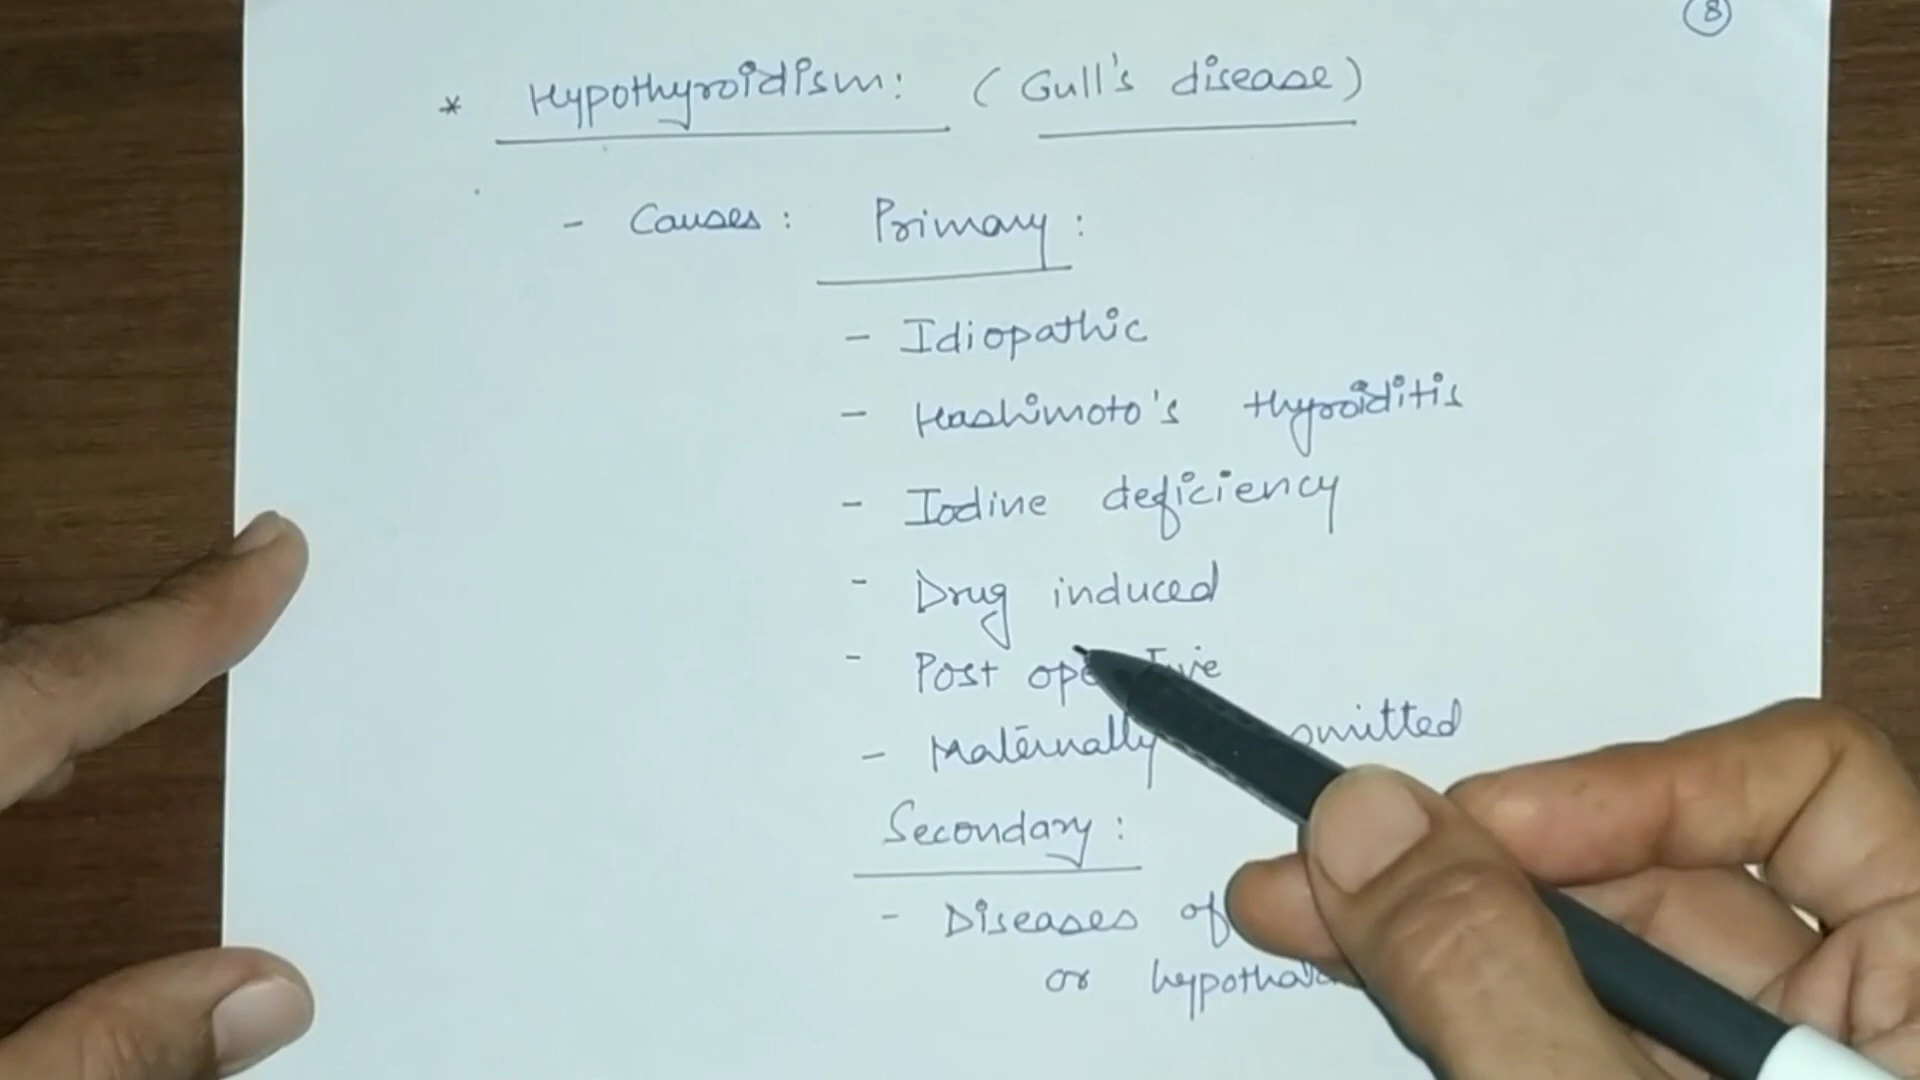 8
* Hypothyroidism: (Gull's disease)
- Causes: Primary:
- Idiopathic
- Hashimoto's thyroiditis
- Iodine deficiency
- Drug induced
- Post
- Maternally
Secondary:
- Diseases of
or